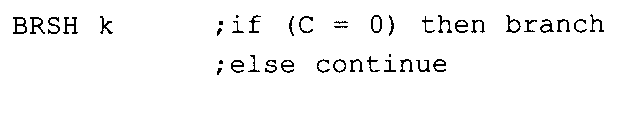 BRSH k ;if (C = 0) then branch
;else continue